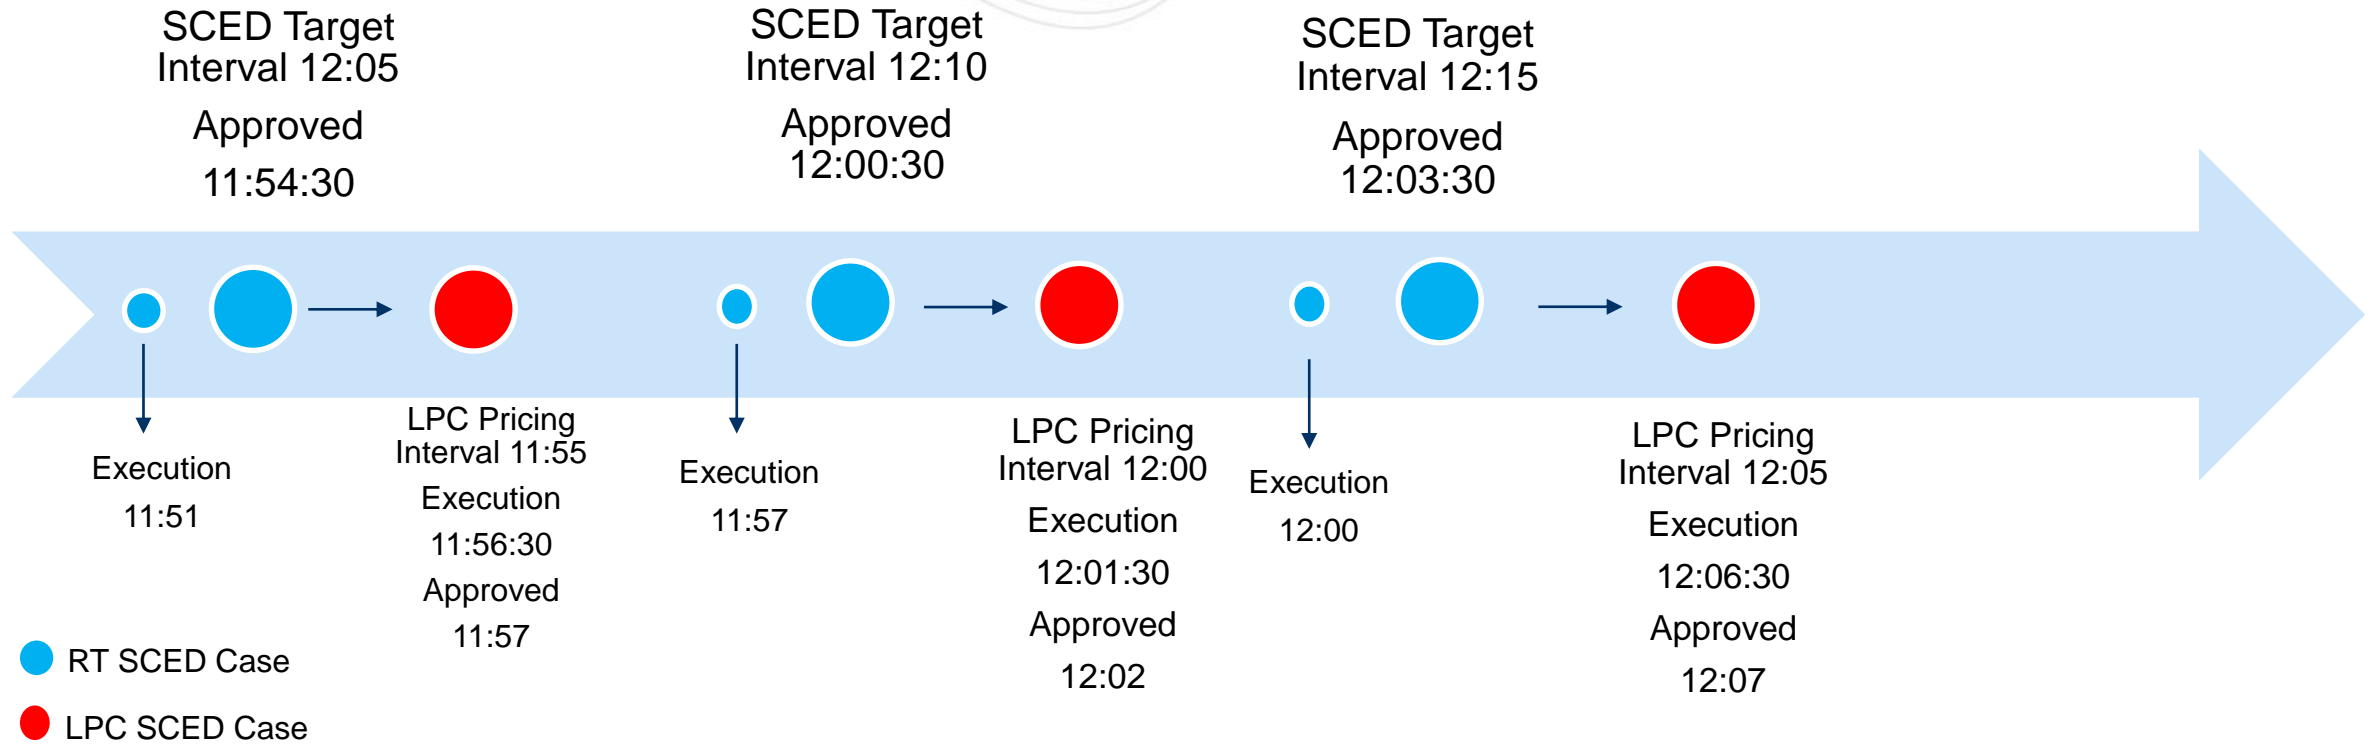 SCED Target
Interval 12:05
Approved
11:54:30
SCED Target
Interval 12:10
Approved
12:00:30
SCED Target
Interval 12:15
Approved
12:03:30
Execution
11:51
LPC Pricing
Interval 11:55
Execution
11:56:30
Approved
11:57
Execution
11:57
LPC Pricing
Interval 12:00
Execution
12:01:30
Approved
12:02
Execution
12:00
LPC Pricing
Interval 12:05
Execution
12:06:30
Approved
12:07
RT SCED Case
LPC SCED Case